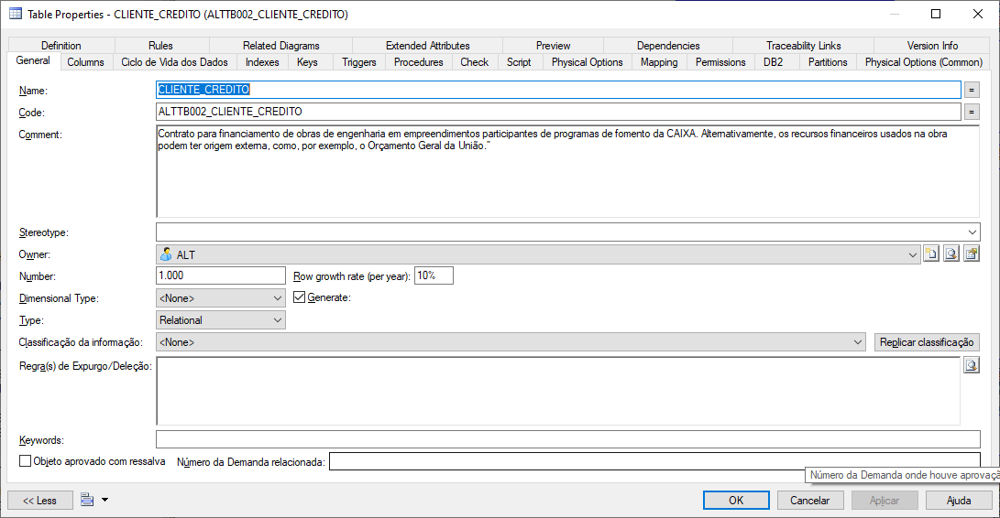 Table Properties - CLIENTE_CREDITO (ALTTB002_CLIENTE_CREDITO)
Definition Rules Related Diagrams Extended Attributes Preview Dependencies Traceability Links Version Info
General Columns Ciclo de Vida dos Dados Indexes Keys Triggers Procedures Check Script Physical Options Mapping Permissions DB2 Partitions Physical Options (Common)
Name: CLIENTE_CREDITO =
Code: ALTTB002_CLIENTE_CREDITO =
Comment: Contrato para financiamento de obras de engenharia em empreendimentos participantes de programas de fomento da CAIXA. Alternativamente, os recursos financeiros usados na obra
podem ter origem externa, como, por exemplo, o Orçamento Geral da União."
Stereotype:
Owner: ALT
Number: 1.000 Row growth rate (per year): 10%
Dimensional Type: <None> Generate:
Type: Relational
Classificação da informação: <None> Replicar classificação
Regra(s) de Expurgo/Deleção:
Keywords:
Objeto aprovado com ressalva Número da Demanda relacionada:
Número da Demanda onde houve aprovaçã
<< Less OK Cancelar Aplicar Ajuda